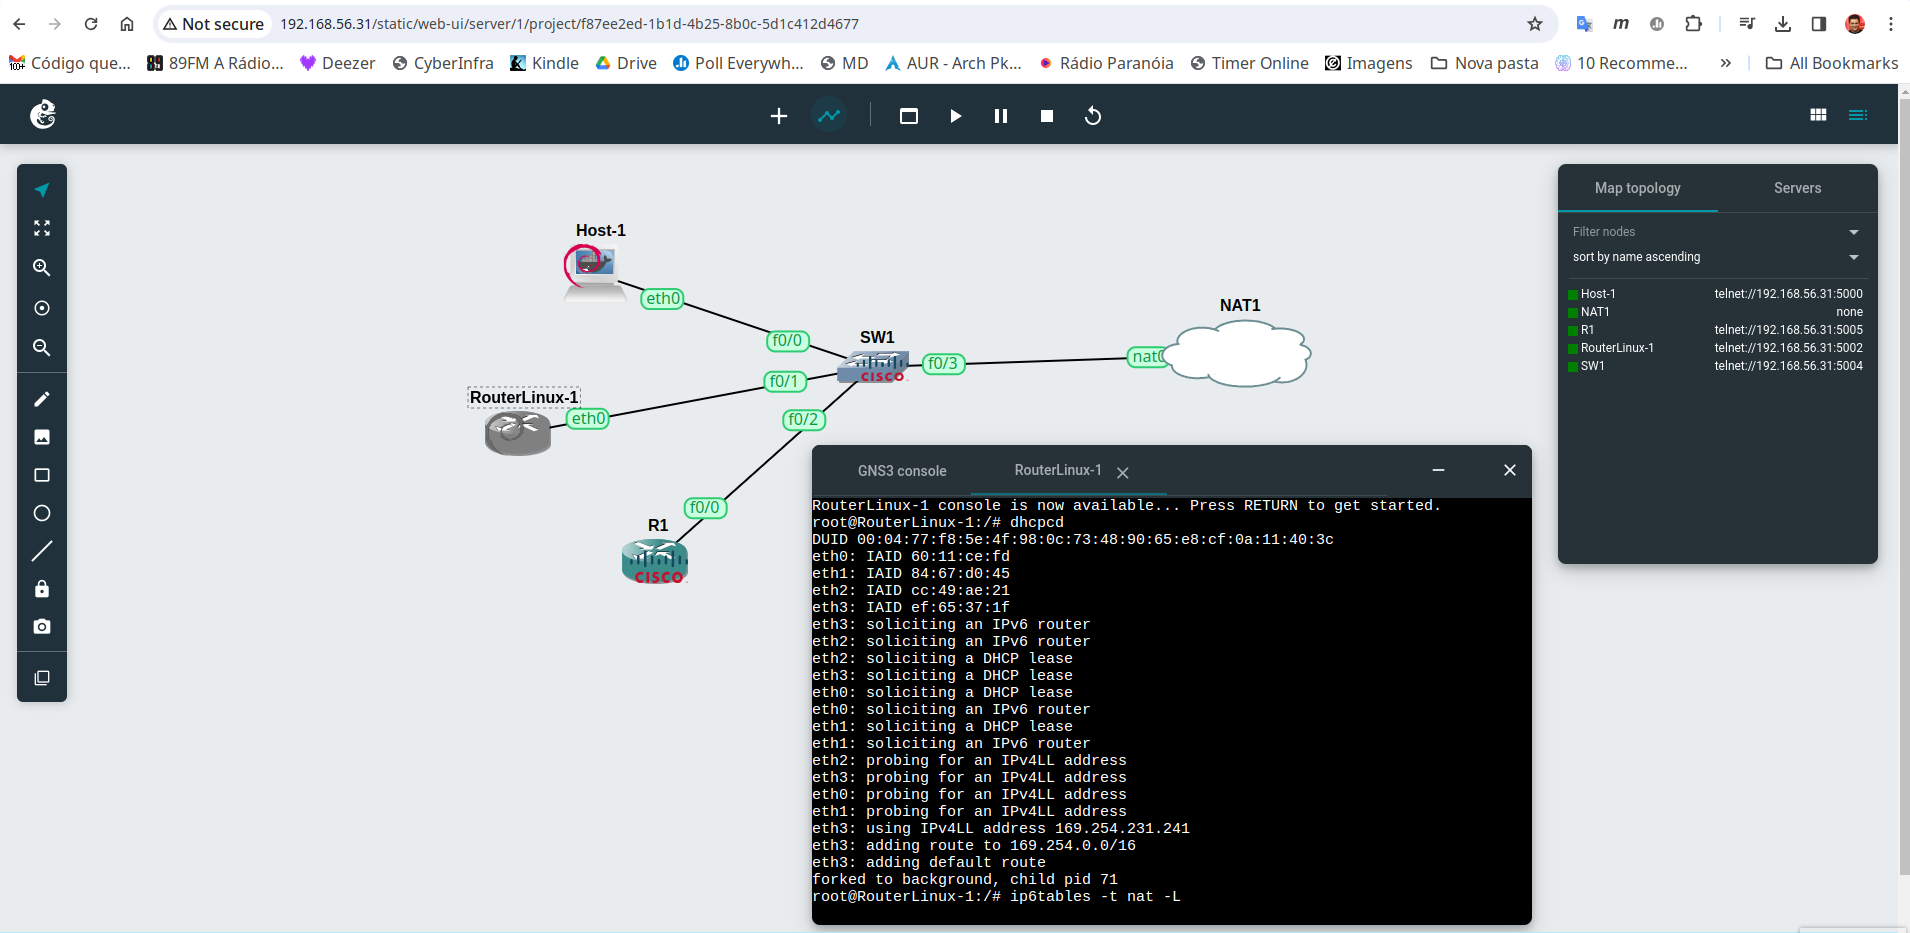 Not secure 192.168.56.31/static/web-ui/server/1/project/f87ee2ed-1b1d-4b25-8b0c-5d1c412d4677
Código que... 89FM A Rádio... Deezer CyberInfra Kindle Drive Poll Everywh... MD AUR - Arch Pk... Rádio Paranóia Timer Online Imagens Nova pasta 10 Recomme... » All Bookmarks
Map topology Servers
Filter nodes
sort by name ascending
Host-1 telnet://192.168.56.31:5000
NAT1 none
R1 telnet://192.168.56.31:5005
RouterLinux-1 telnet://192.168.56.31:5002
SW1 telnet://192.168.56.31:5004
Host-1
eth0
f0/0
SW1
CISCO
f0/3
nat0
NAT1
f0/1
RouterLinux-1
eth0
f0/2
f0/0
R1
CISCO
GNS3 console RouterLinux-1
RouterLinux-1 console is now available... Press RETURN to get started.
root@RouterLinux-1:/# dhcpcd
DUID 00:04:77:f8:5e:4f:98:0c:73:48:90:65:e8:cf:0a:11:40:3c
eth0: IAID 60:11:ce:fd
eth1: IAID 84:67:d0:45
eth2: IAID cc:49:ae:21
eth3: IAID ef:65:37:1f
eth3: soliciting an IPv6 router
eth2: soliciting an IPv6 router
eth2: soliciting a DHCP lease
eth3: soliciting a DHCP lease
eth0: soliciting a DHCP lease
eth0: soliciting an IPv6 router
eth1: soliciting a DHCP lease
eth1: soliciting an IPv6 router
eth2: probing for an IPv4LL address
eth3: probing for an IPv4LL address
eth0: probing for an IPv4LL address
eth1: probing for an IPv4LL address
eth3: using IPv4LL address 169.254.231.241
eth3: adding route to 169.254.0.0/16
eth3: adding default route
forked to background, child pid 71
root@RouterLinux-1:/# ip6tables -t nat -L